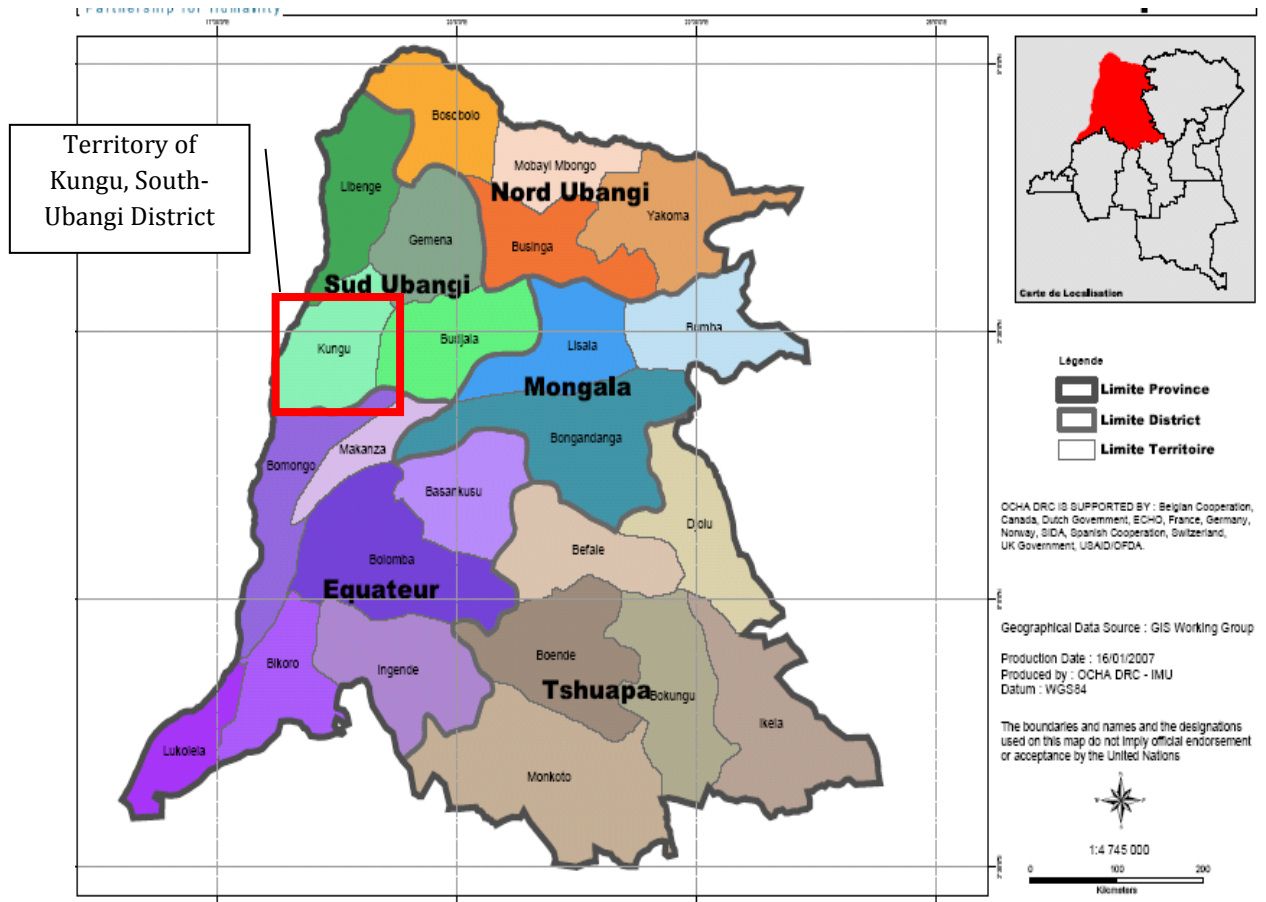 Partnership for Humanity
Territory of
Kungu, South-
Ubangi District
Bosobolo
Libenge
Mobayi Mbongo
Nord Ubangi
Yakoma
Gemena
Businga
Sud Ubangi
Kungu
Budjala
Lisala
Bumba
Mongala
Makanza
Bongandanga
Bomongo
Basankusu
Djolu
Befale
Bolomba
Equateur
Boende
Bikoro
Ingende
Tshuapa
Bokungu
Ikela
Lukolela
Monkoto
Carte de Localisation
Légende
Limite Province
Limite District
Limite Territoire
OCHA DRC IS SUPPORTED BY : Belgian Cooperation,
Canada, Dutch Government, ECHO, France, Germany,
Norway, SIDA, Spanish Cooperation, Switzerland,
UK Government, USAID/OFDA.
Geographical Data Source : GIS Working Group
Production Date : 16/01/2007
Produced by : OCHA DRC - IMU
Datum : WGS84
The boundaries and names and the designations
used on this map do not imply official endorsement
or acceptance by the United Nations
N
W E
S
1:4 745 000
0 100 200
Kilometers